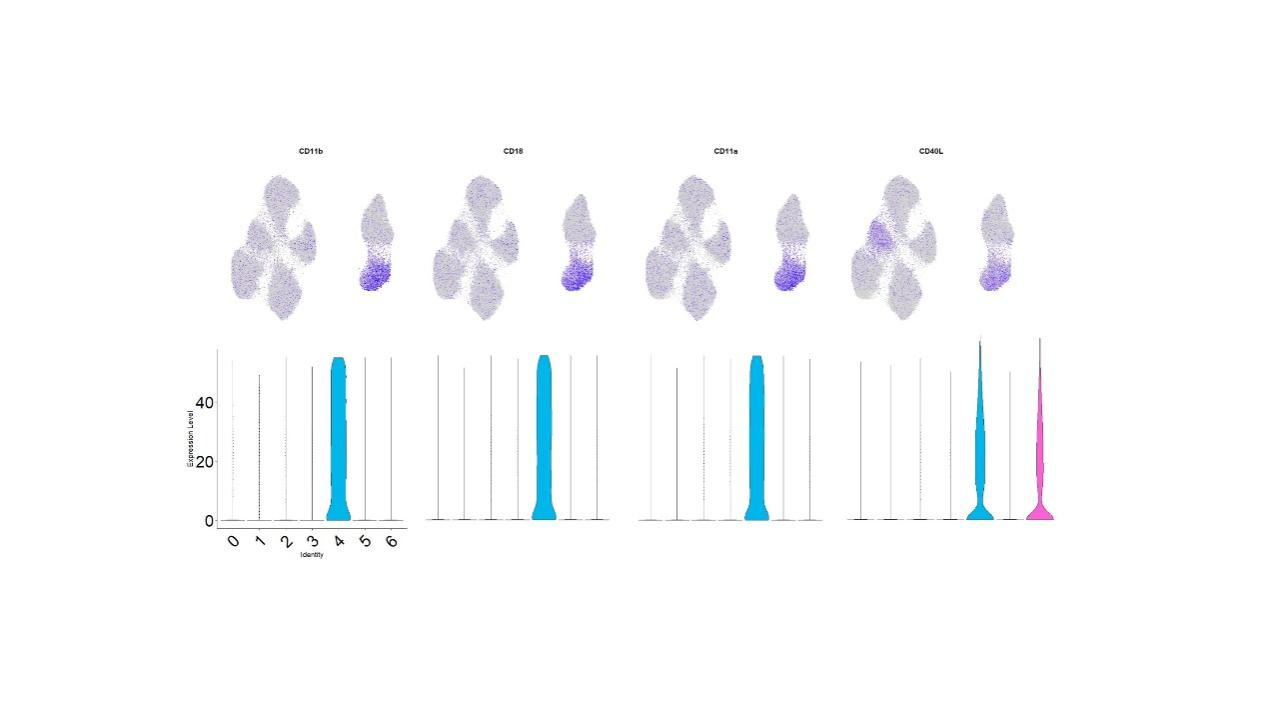 CD11b
CD18
CD11a
CD40L
Expression Level
40
20
0
0
1
2
3
4
5
6
Identity